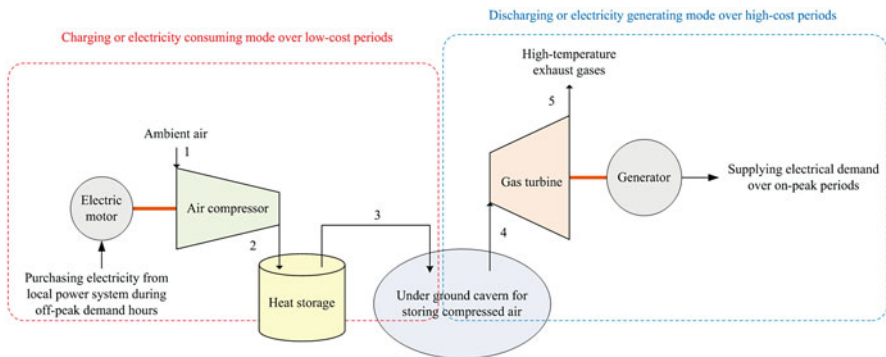 Discharging or electricity generating mode over high-cost periods
Charging or electricity consuming mode over low-cost periods
High-temperature
exhaust gases
5
Ambient air
1
Electric
motor
Air compressor
Gas turbine
Generator
Supplying electrical demand
over on-peak periods
2
3
4
Purchasing electricity from
local power system during
off-peak demand hours
Heat storage
Under ground cavern for
storing compressed air